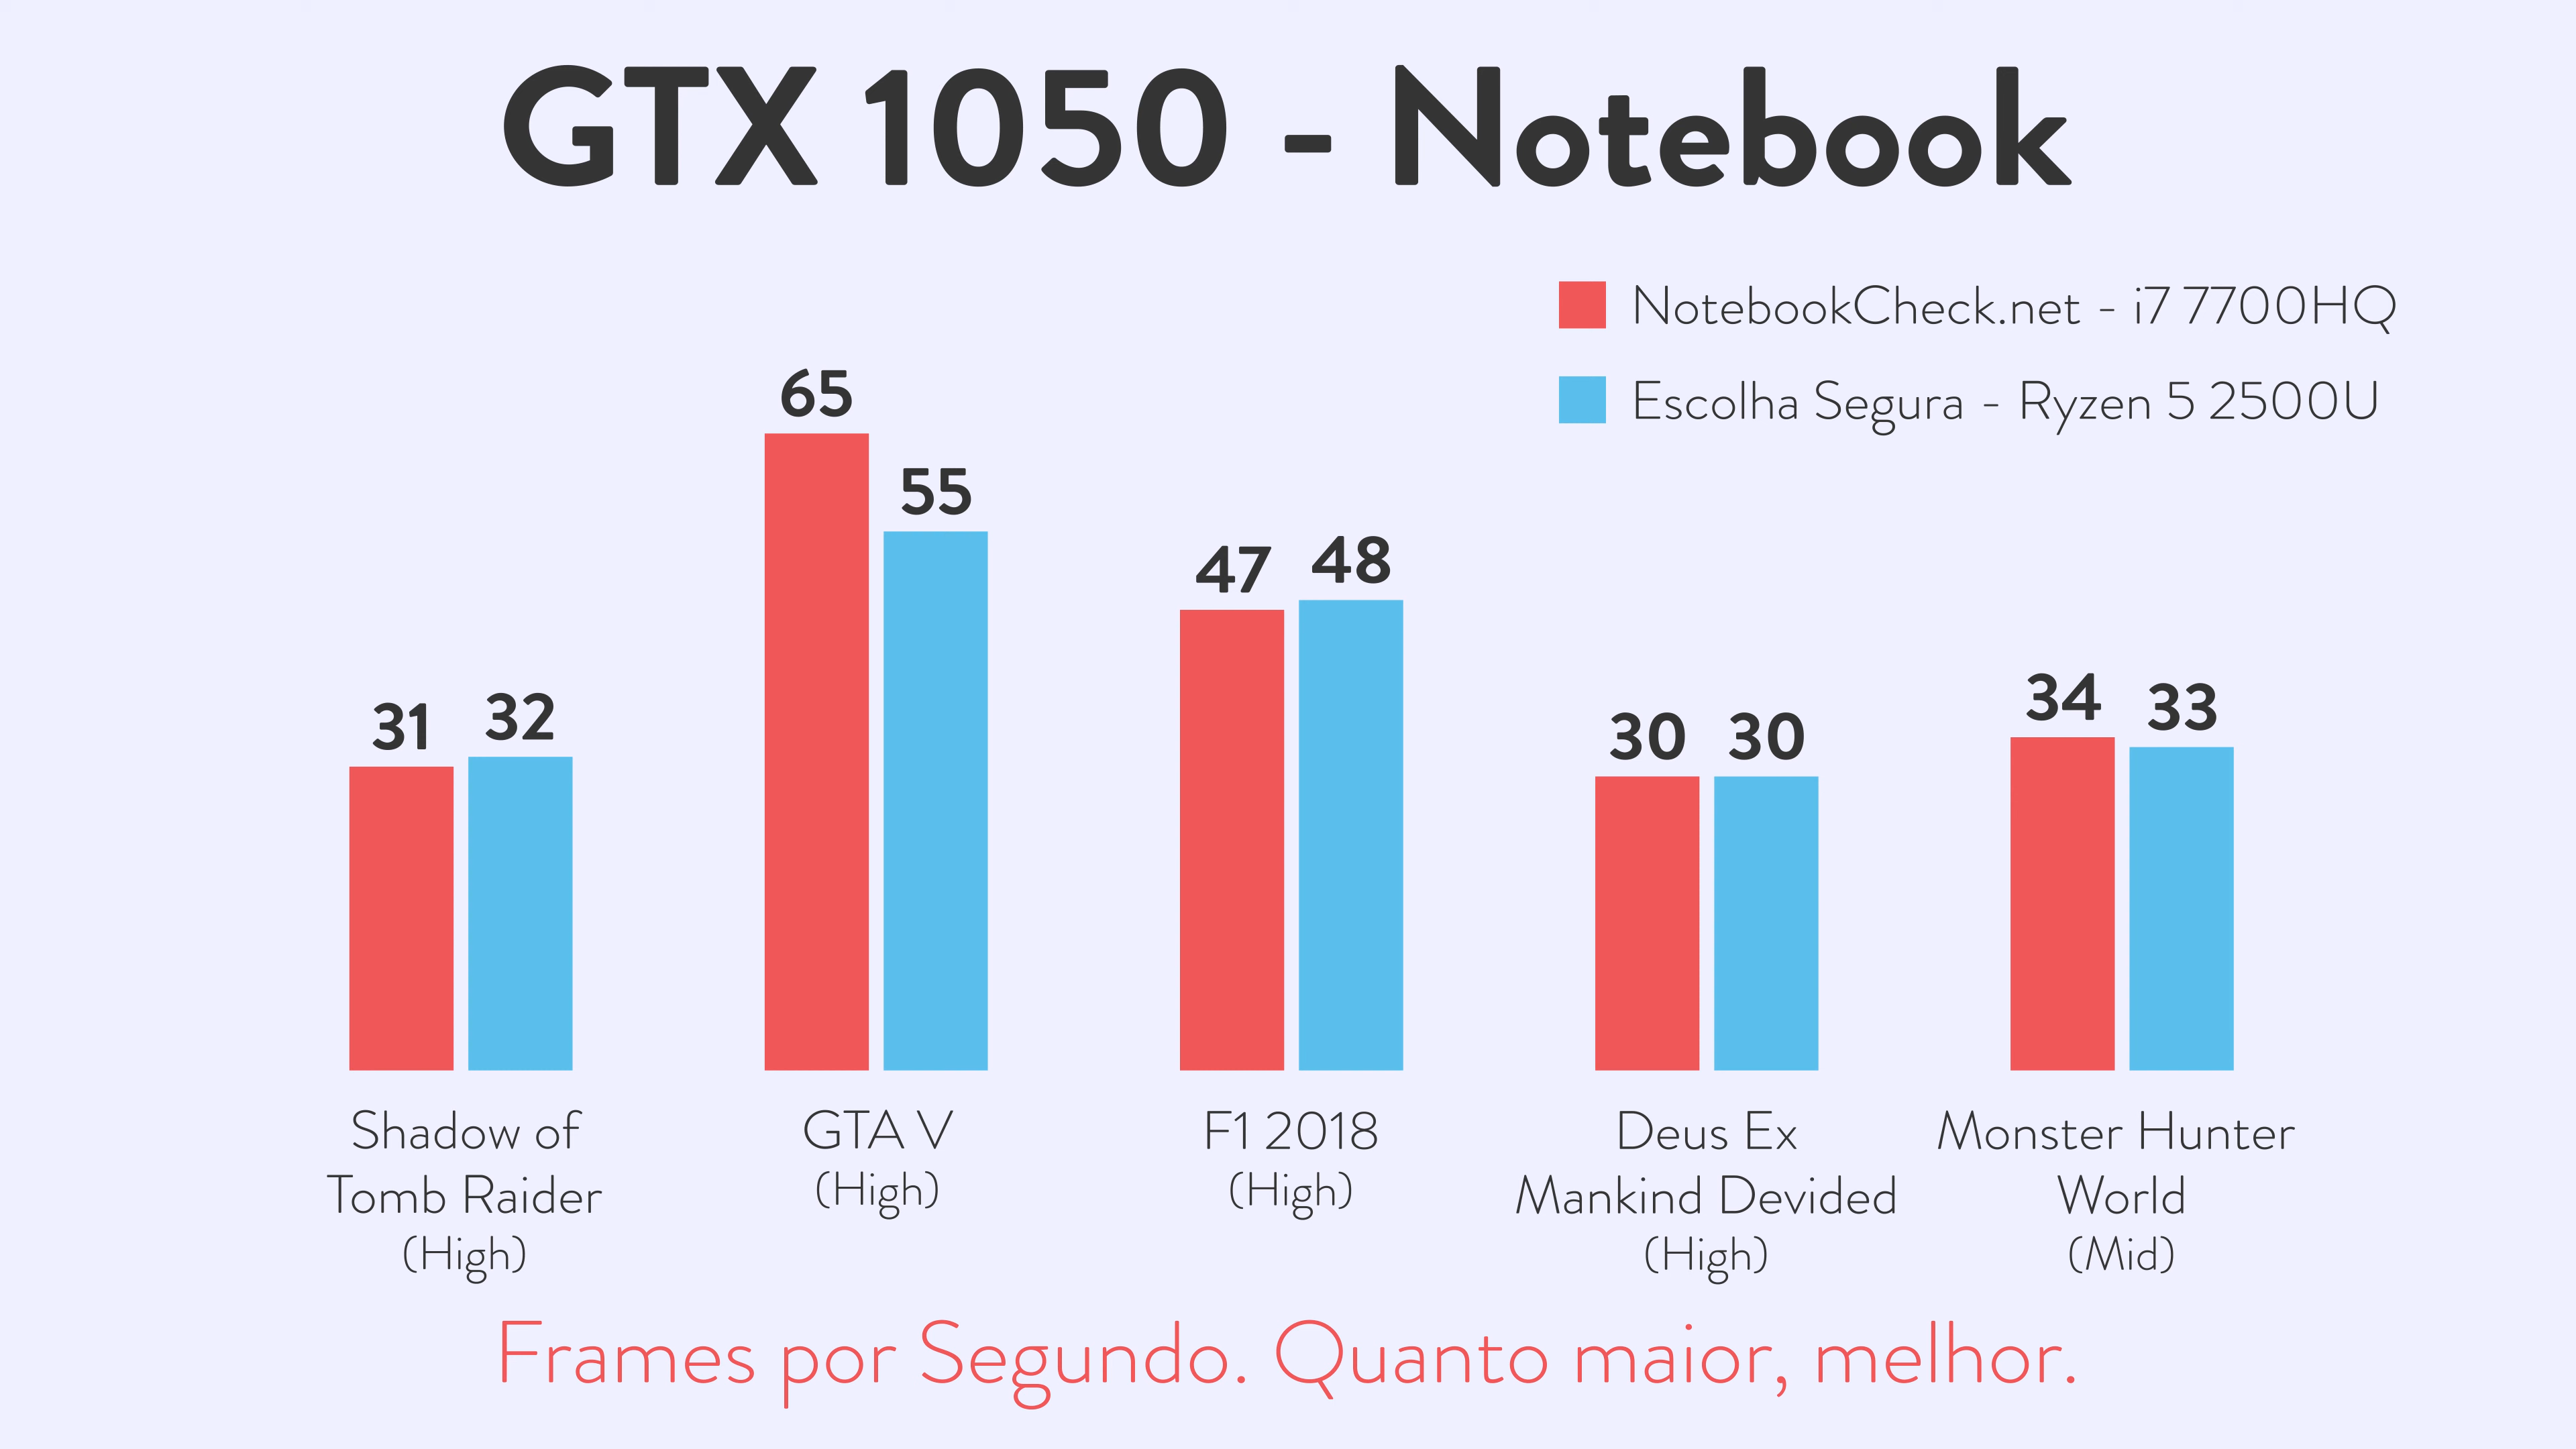 GTX 1050 - Notebook
NotebookCheck.net - i7 7700HQ
Escolha Segura - Ryzen 5 2500U
31
32
65
55
47
48
30
30
34
33
Shadow of
Tomb Raider
(High)
GTA V
(High)
F1 2018
(High)
Deus Ex
Mankind Devided
(High)
Monster Hunter
World
(Mid)
Frames por Segundo. Quanto maior, melhor.